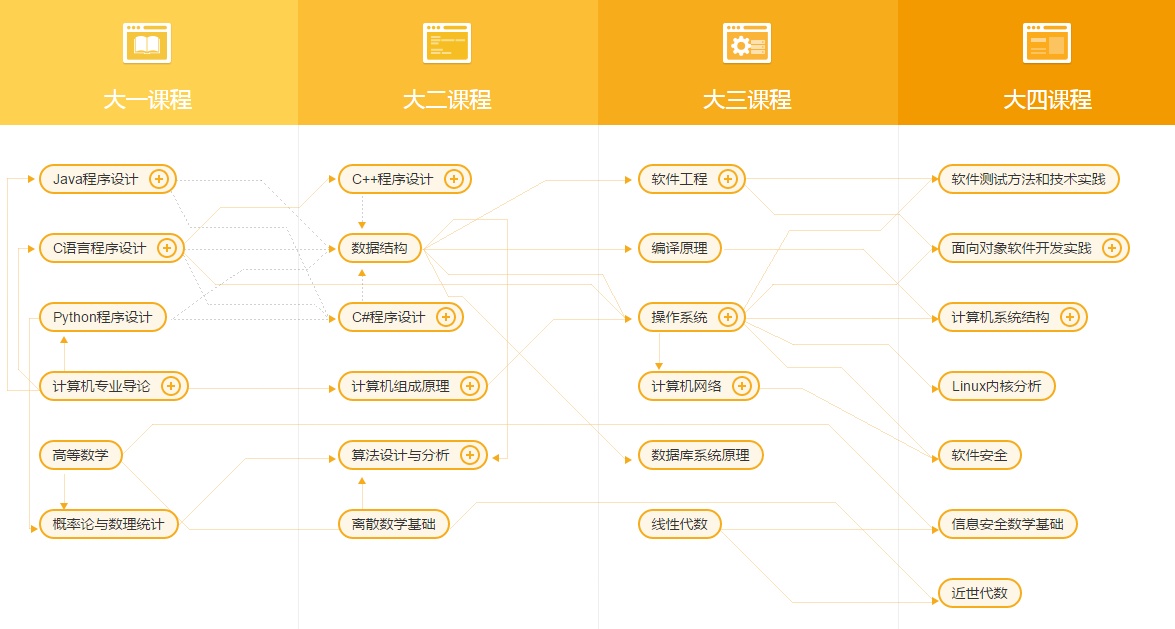 大一课程
大二课程
大三课程
大四课程
Java程序设计
C++程序设计
软件工程
软件测试方法和技术实践
C语言程序设计
数据结构
编译原理
面向对象软件开发实践
Python程序设计
C#程序设计
操作系统
计算机系统结构
计算机专业导论
计算机组成原理
计算机网络
Linux内核分析
高等数学
算法设计与分析
数据库系统原理
软件安全
概率论与数理统计
离散数学基础
线性代数
信息安全数学基础
近世代数